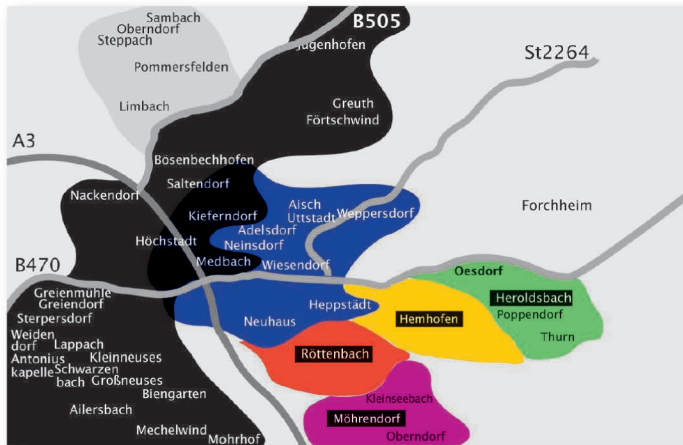 Sambach
Oberndorf
Steppach
Pommersfelden
Limbach
B505
Jugenhofen
St2264
Greuth
Förtschwind
A3
Bösenbechhofen
Saltendorf
Nackendorf
Aisch
Uttstadt
Weppersdorf
Kieferndorf
Adelsdorf
Neinsdorf
Forchheim
Höchstadt
Medbach
Wiesendorf
B470
Oesdorf
Heroldsbach
Poppendorf
Thurn
Greienmühle
Greiendorf
Sterpersdorf
Heppstädt
Neuhaus
Hemhofen
Weiden
dorf
Lappach
Antonius
kapelle
Kleinneuses
Schwarzen
bach
Großneuses
Röttenbach
Biengarten
Ailersbach
Kleinseebach
Möhrendorf
Oberndorf
Mechelwind
Mohrhof